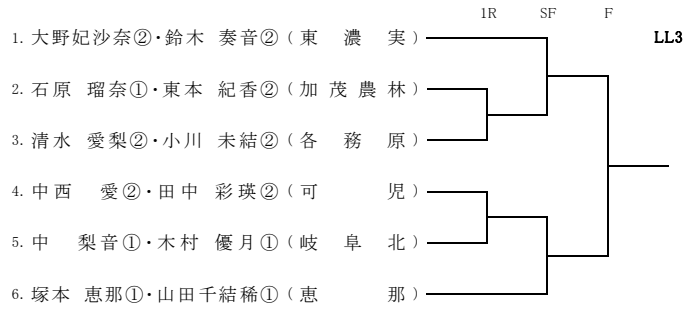 1R SF F
LL3
1. 大野妃沙奈②・鈴木 奏音② ( 東 濃 実 )
2. 石原 瑠奈①・東本 紀香② ( 加 茂 農 林 )
3. 清水 愛梨②・小川 未結② ( 各 務 原 )
4. 中西 愛②・田中 彩瑛② ( 可 児 )
5. 中 梨音①・木村 優月① ( 岐 阜 北 )
6. 塚本 恵那①・山田千結稀① ( 恵 那 )